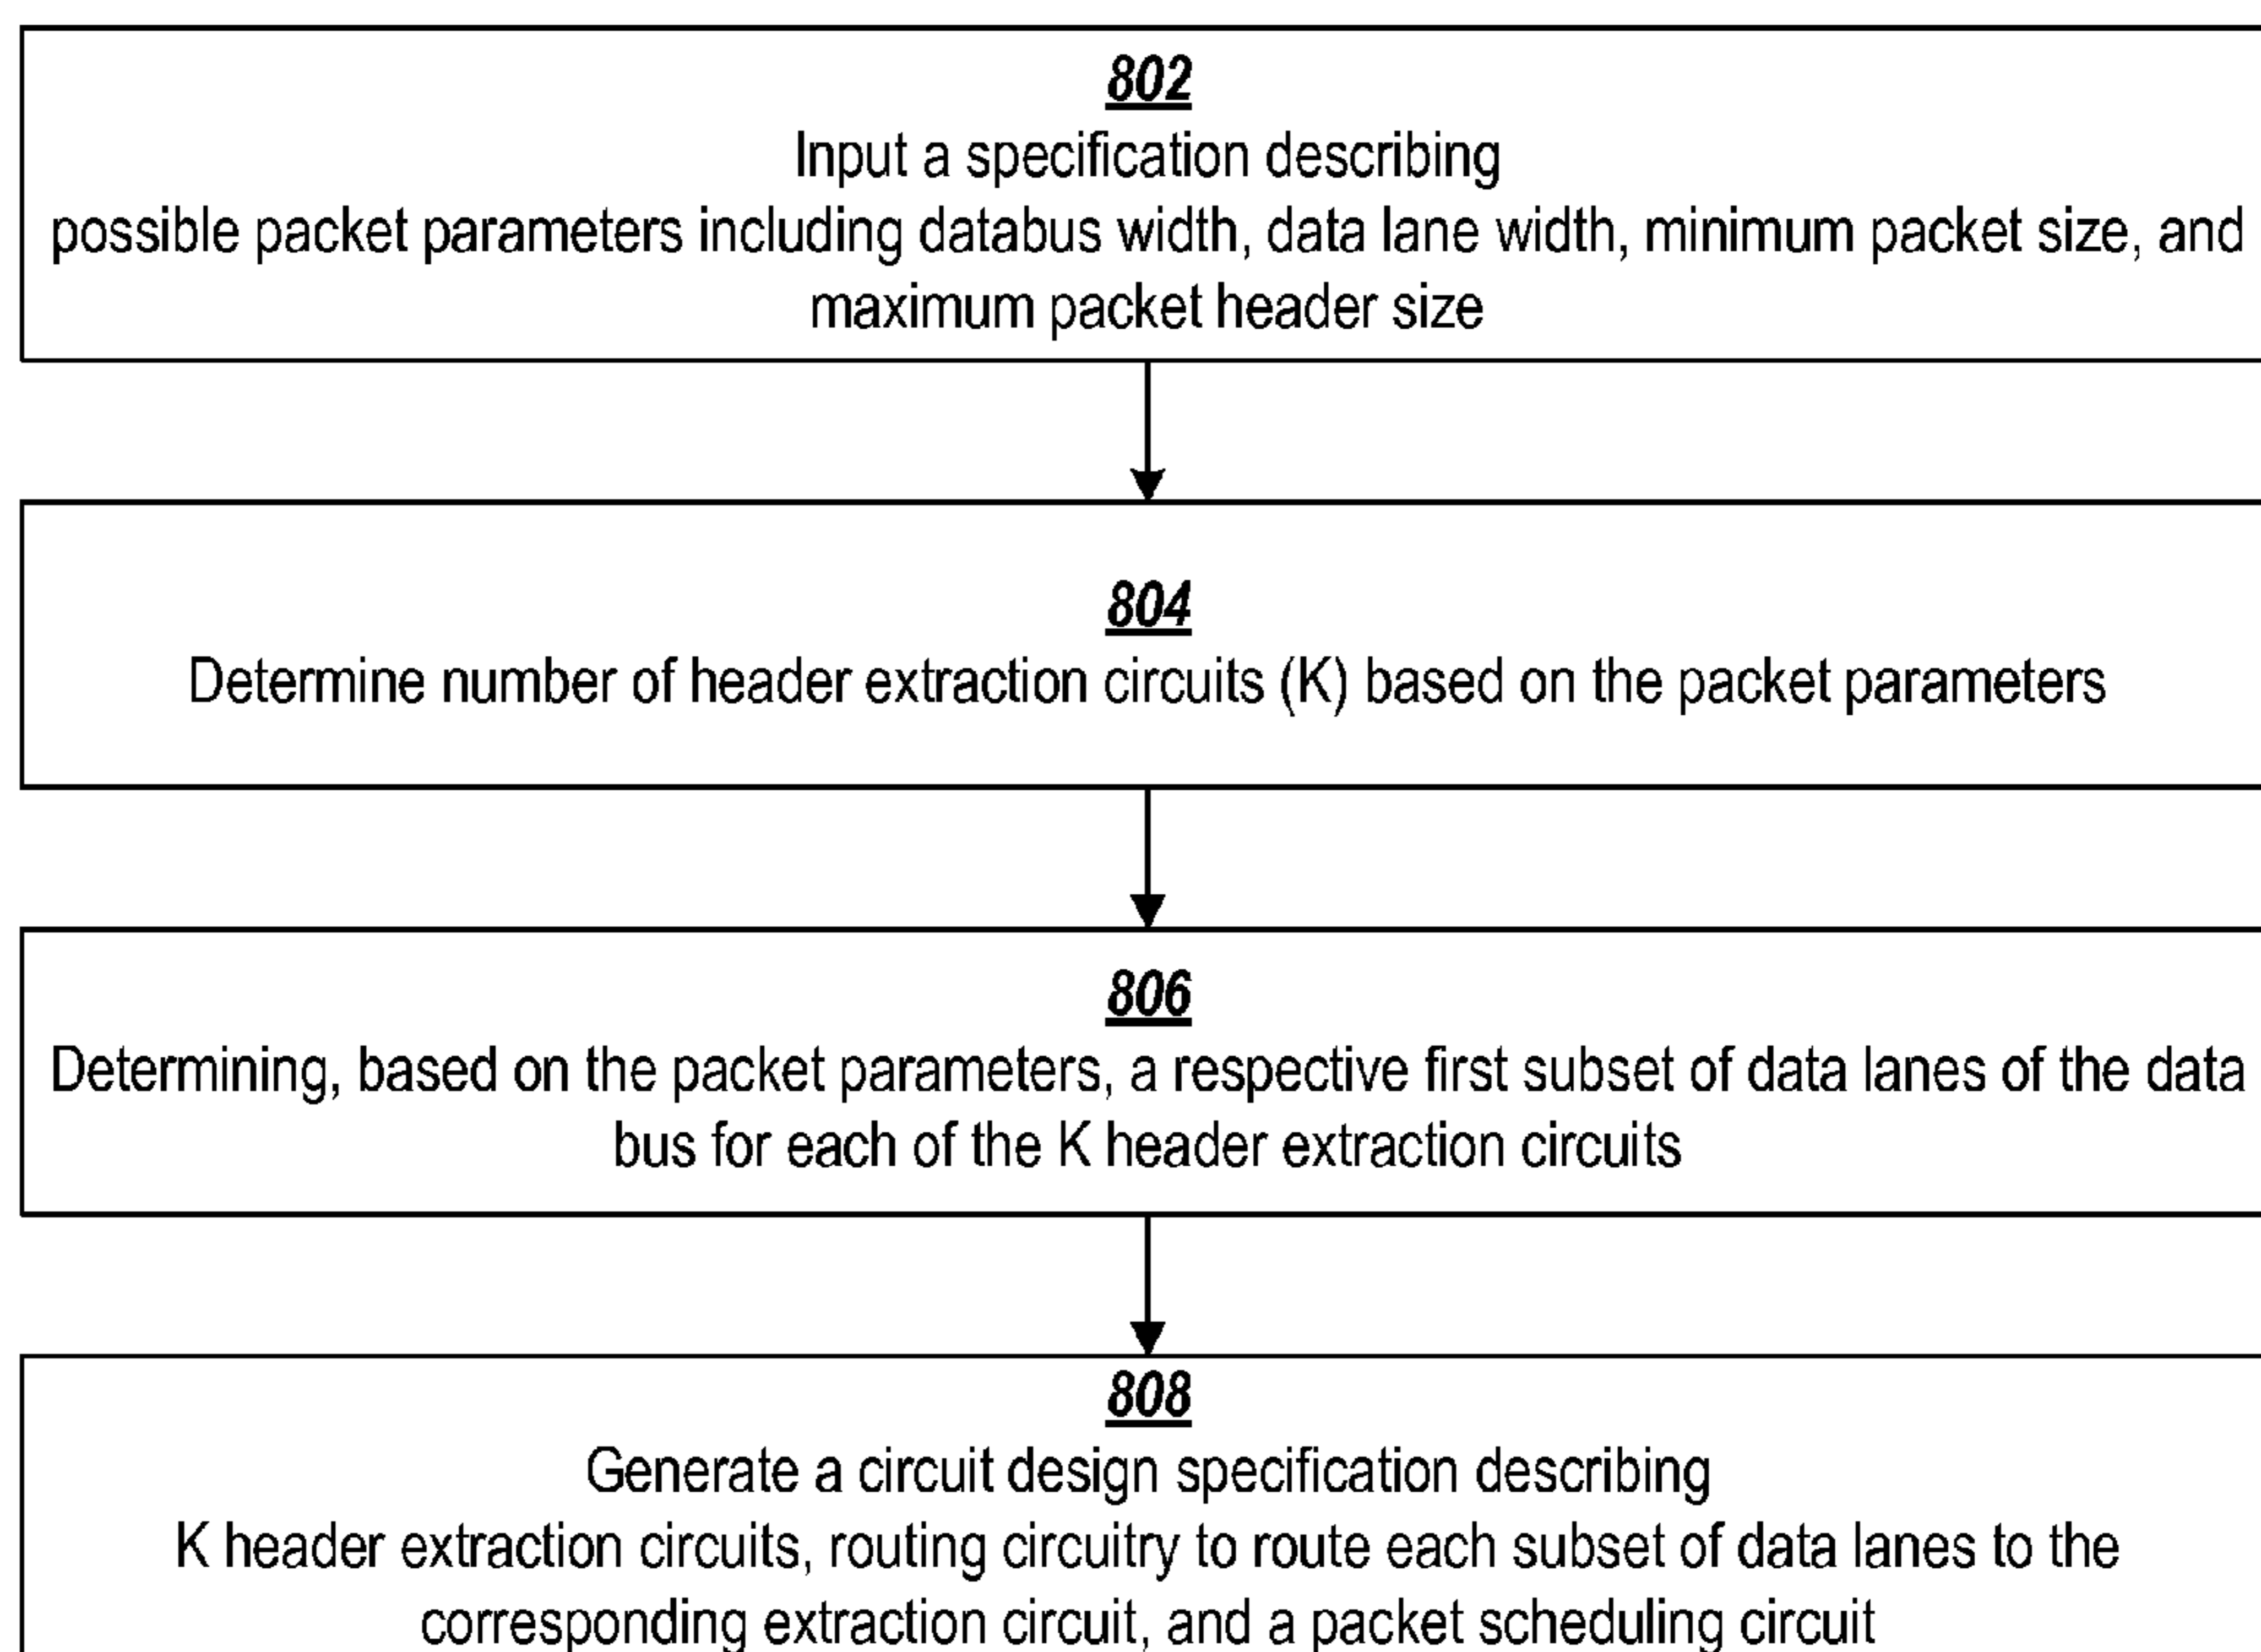 802
Input a specification describing
possible packet parameters including databus width, data lane width, minimum packet size, and
maximum packet header size
804
Determine number of header extraction circuits (K) based on the packet parameters
806
Determining, based on the packet parameters, a respective first subset of data lanes of the data
bus for each of the K header extraction circuits
808
Generate a circuit design specification describing
K header extraction circuits, routing circuitry to route each subset of data lanes to the
corresponding extraction circuit, and a packet scheduling circuit